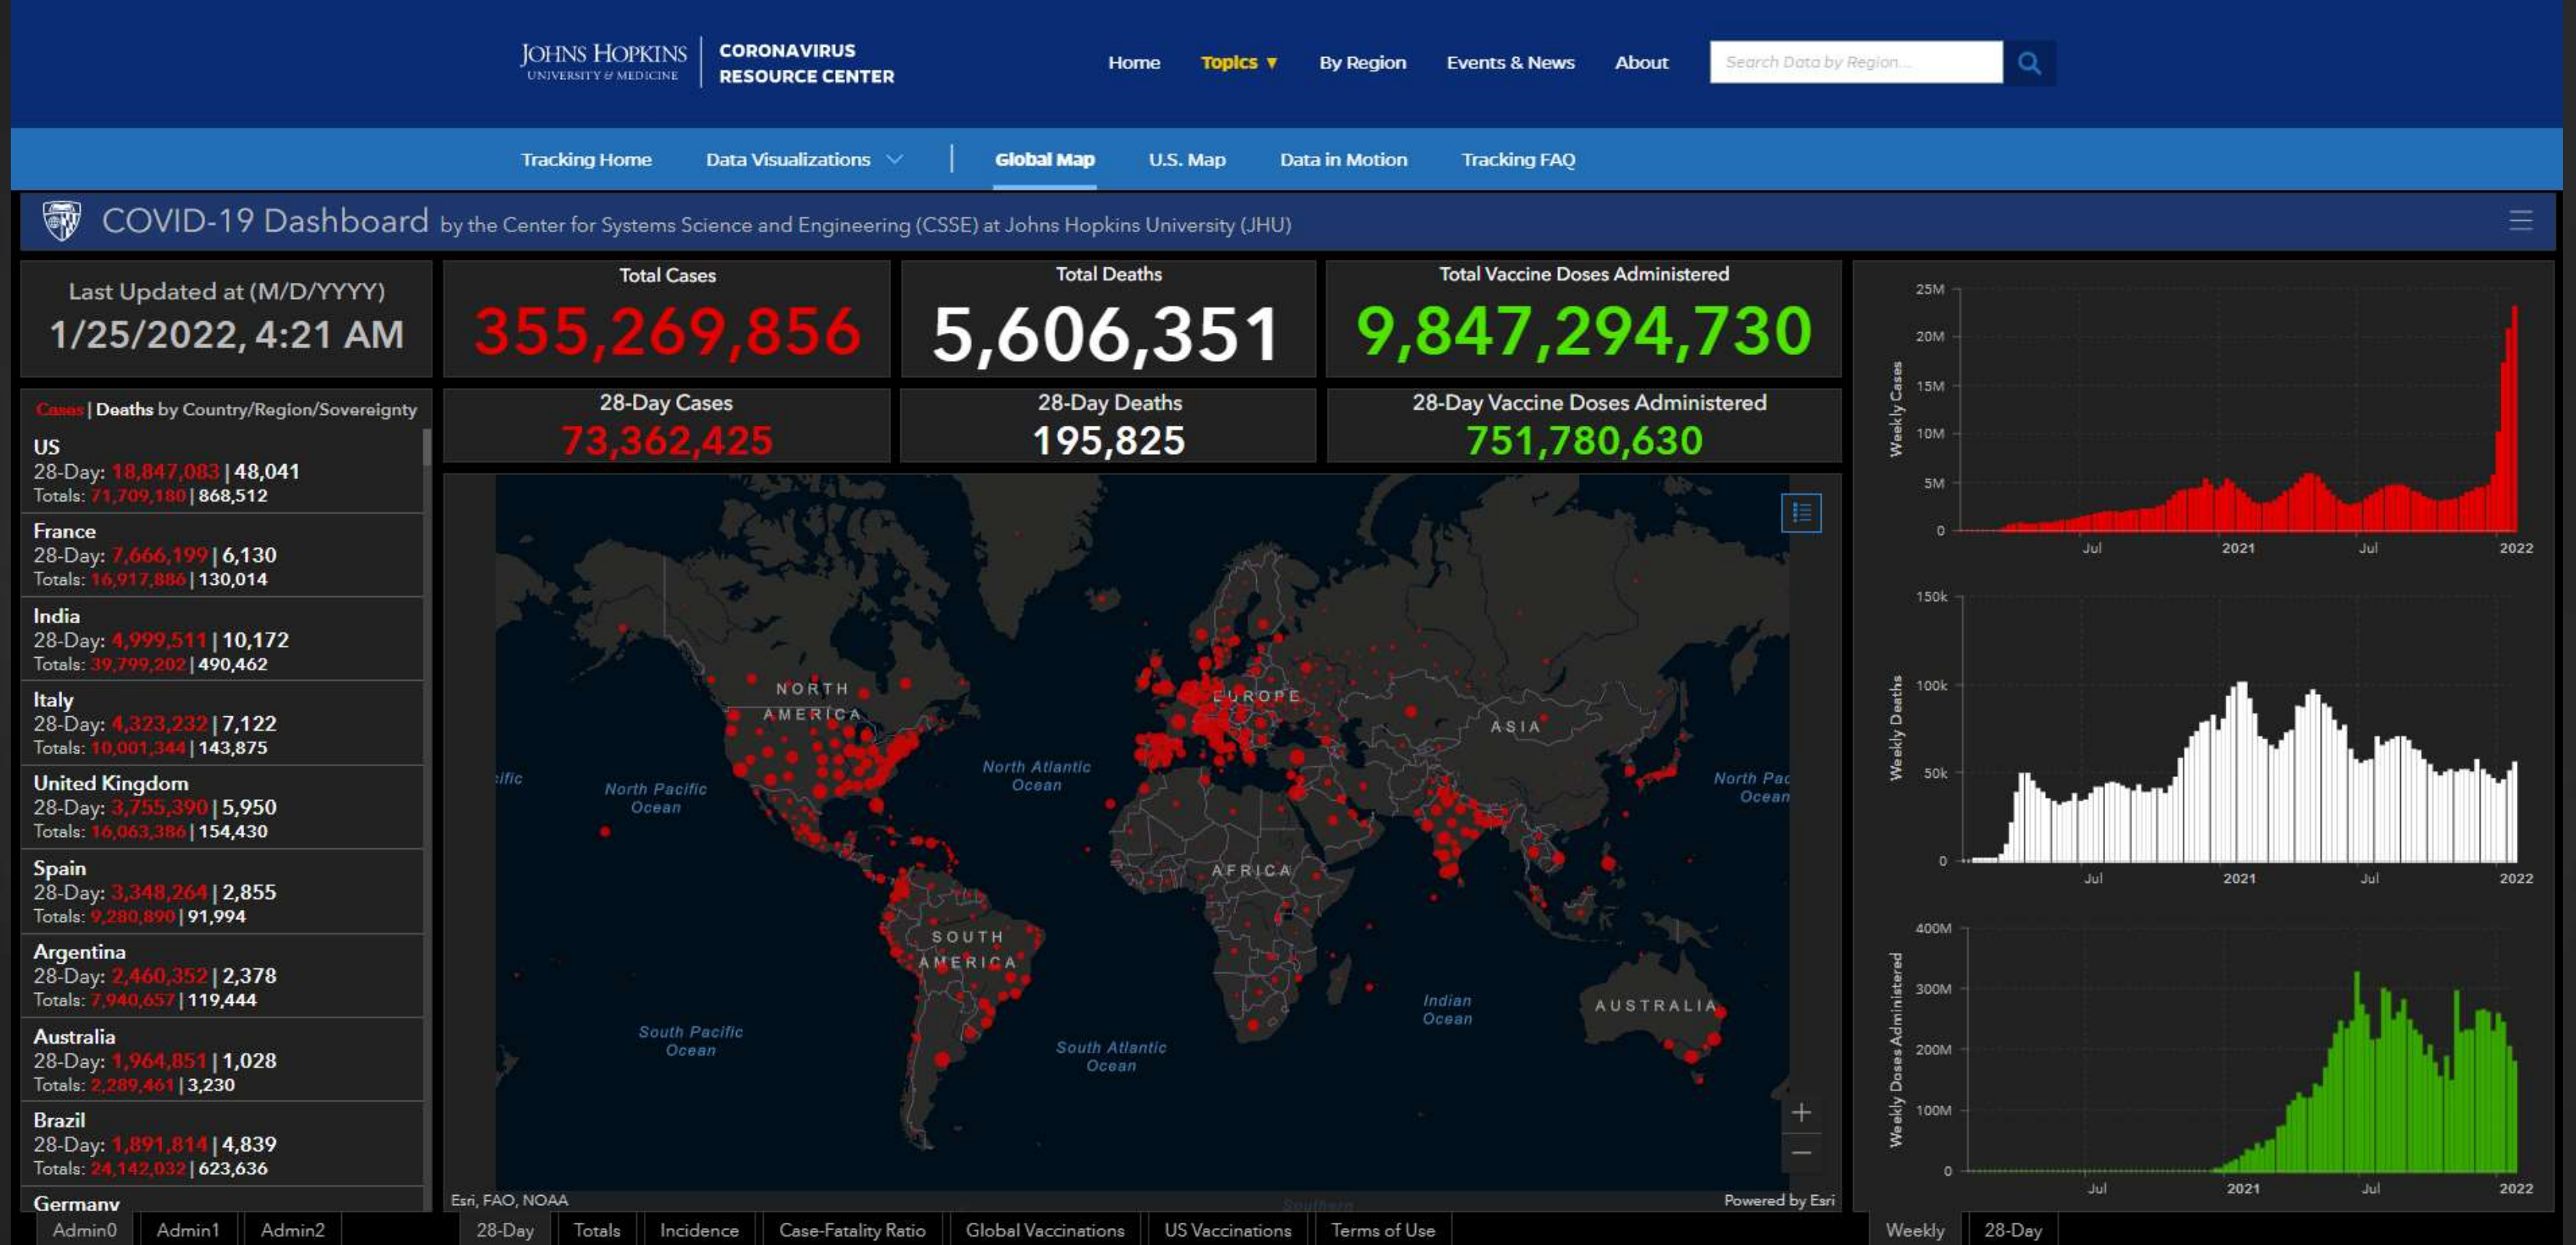 JOHNS HOPKINS
UNIVERSITY & MEDICINE
CORONAVIRUS
RESOURCE CENTER
Home
Topics ▼
By Region
Events & News
About
Search Data by Region...
Tracking Home
Data Visualizations
Global Map
U.S. Map
Data in Motion
Tracking FAQ
COVID-19 Dashboard by the Center for Systems Science and Engineering (CSSE) at Johns Hopkins University (JHU)
Last Updated at (M/D/YYYY)
1/25/2022, 4:21 AM
Cases | Deaths by Country/Region/Sovereignty
US
28-Day: 18,847,083 | 48,041
Totals: 71,709,180 | 868,512
France
28-Day: 7,666,199 | 6,130
Totals: 16,917,886 | 130,014
India
28-Day: 4,999,511 | 10,172
Totals: 39,799,202 | 490,462
Italy
28-Day: 4,323,232 | 7,122
Totals: 10,001,344 | 143,875
United Kingdom
28-Day: 3,755,390 | 5,950
Totals: 16,063,386 | 154,430
Spain
28-Day: 3,348,264 | 2,855
Totals: 9,280,890 | 91,994
Argentina
28-Day: 2,460,352 | 2,378
Totals: 7,940,657 | 119,444
Australia
28-Day: 1,964,851 | 1,028
Totals: 2,289,461 | 3,230
Brazil
28-Day: 1,891,814 | 4,839
Totals: 24,142,032 | 623,636
Germany
Admin0
Admin1
Admin2
Total Cases
355,269,856
Total Deaths
5,606,351
Total Vaccine Doses Administered
9,847,294,730
28-Day Cases
73,362,425
28-Day Deaths
195,825
28-Day Vaccine Doses Administered
751,780,630
NORTH
AMERICA
EUROPE
ASIA
cific
North Pacific
Ocean
North Atlantic
Ocean
North Pac
Ocean
AFRICA
SOUTH
AMERICA
AUSTRALIA
Indian
Ocean
South Pacific
Ocean
South Atlantic
Ocean
Southern
+
−
Esri, FAO, NOAA
Powered by Esri
28-Day
Totals
Incidence
Case-Fatality Ratio
Global Vaccinations
US Vaccinations
Terms of Use
Weekly Cases
25M
20M
15M
10M
5M
0
Jul
2021
Jul
2022
Weekly Deaths
150k
100k
50k
0
Jul
2021
Jul
2022
Weekly Doses Administered
400M
300M
200M
100M
0
Jul
2021
Jul
2022
Weekly
28-Day